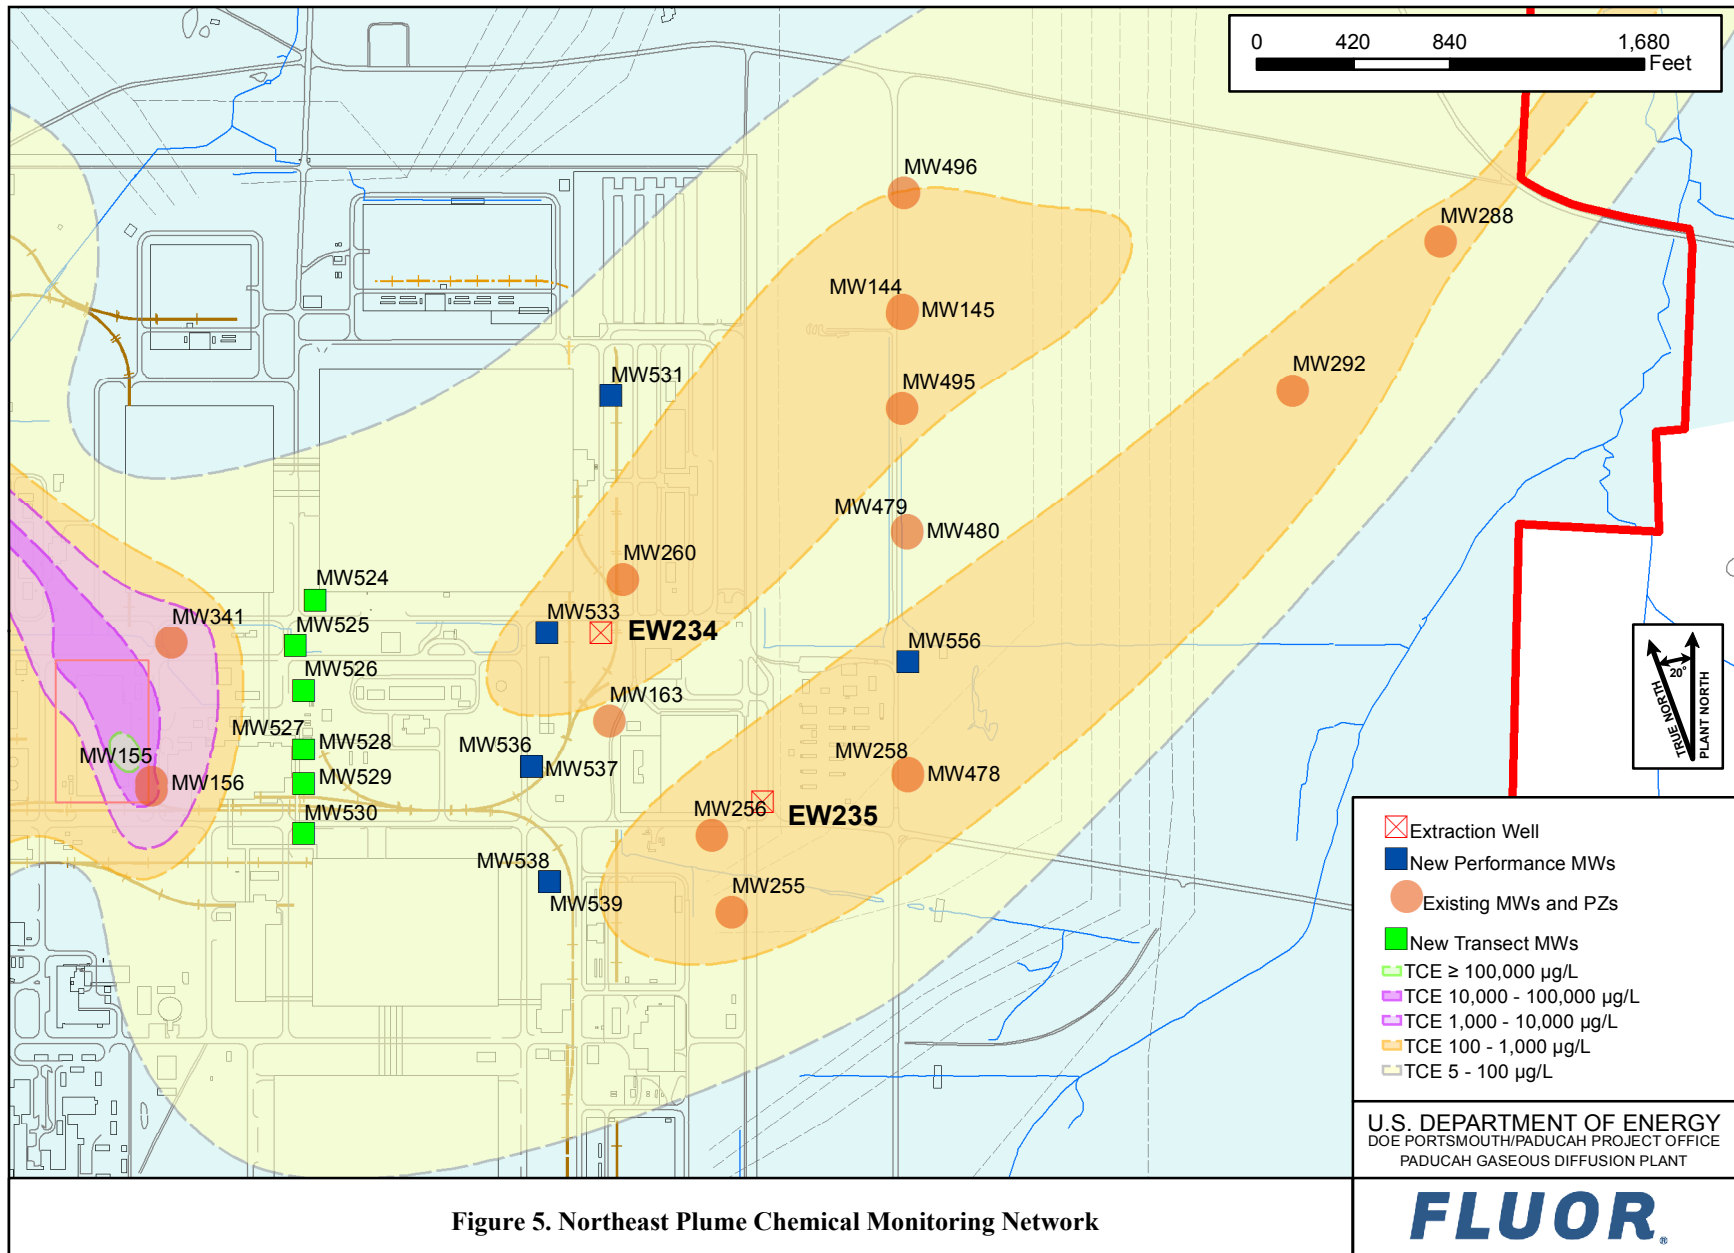 0 420 840 1,680
Feet
MW496
MW288
MW144
MW145
MW292
MW531
MW495
MW479
MW480
MW260
MW524
MW533
EW234
MW341
MW525
MW556
MW526
MW163
MW527
MW528
MW536
MW537
MW258
MW478
MW155
MW156
MW529
MW530
MW256
EW235
MW538
MW539
MW255
20°
TRUE NORTH
PLANT NORTH
Extraction Well
New Performance MWs
Existing MWs and PZs
New Transect MWs
TCE ≥ 100,000 µg/L
TCE 10,000 - 100,000 µg/L
TCE 1,000 - 10,000 µg/L
TCE 100 - 1,000 µg/L
TCE 5 - 100 µg/L
U.S. DEPARTMENT OF ENERGY
DOE PORTSMOUTH/PADUCAH PROJECT OFFICE
PADUCAH GASEOUS DIFFUSION PLANT
Figure 5. Northeast Plume Chemical Monitoring Network
FLUOR®